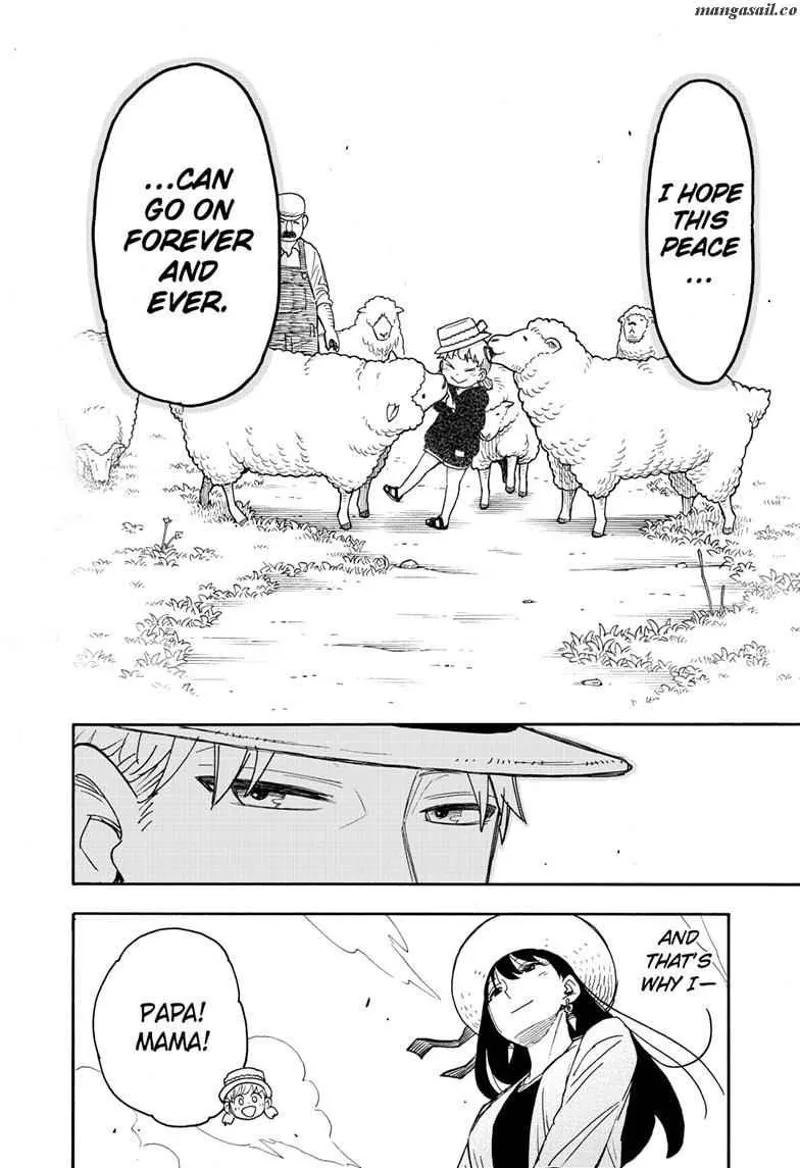 mangasail.co
I HOPE
THIS
PEACE
...
...CAN
GO ON
FOREVER
AND
EVER.
AND
THAT'S
WHY I—
PAPA!
MAMA!